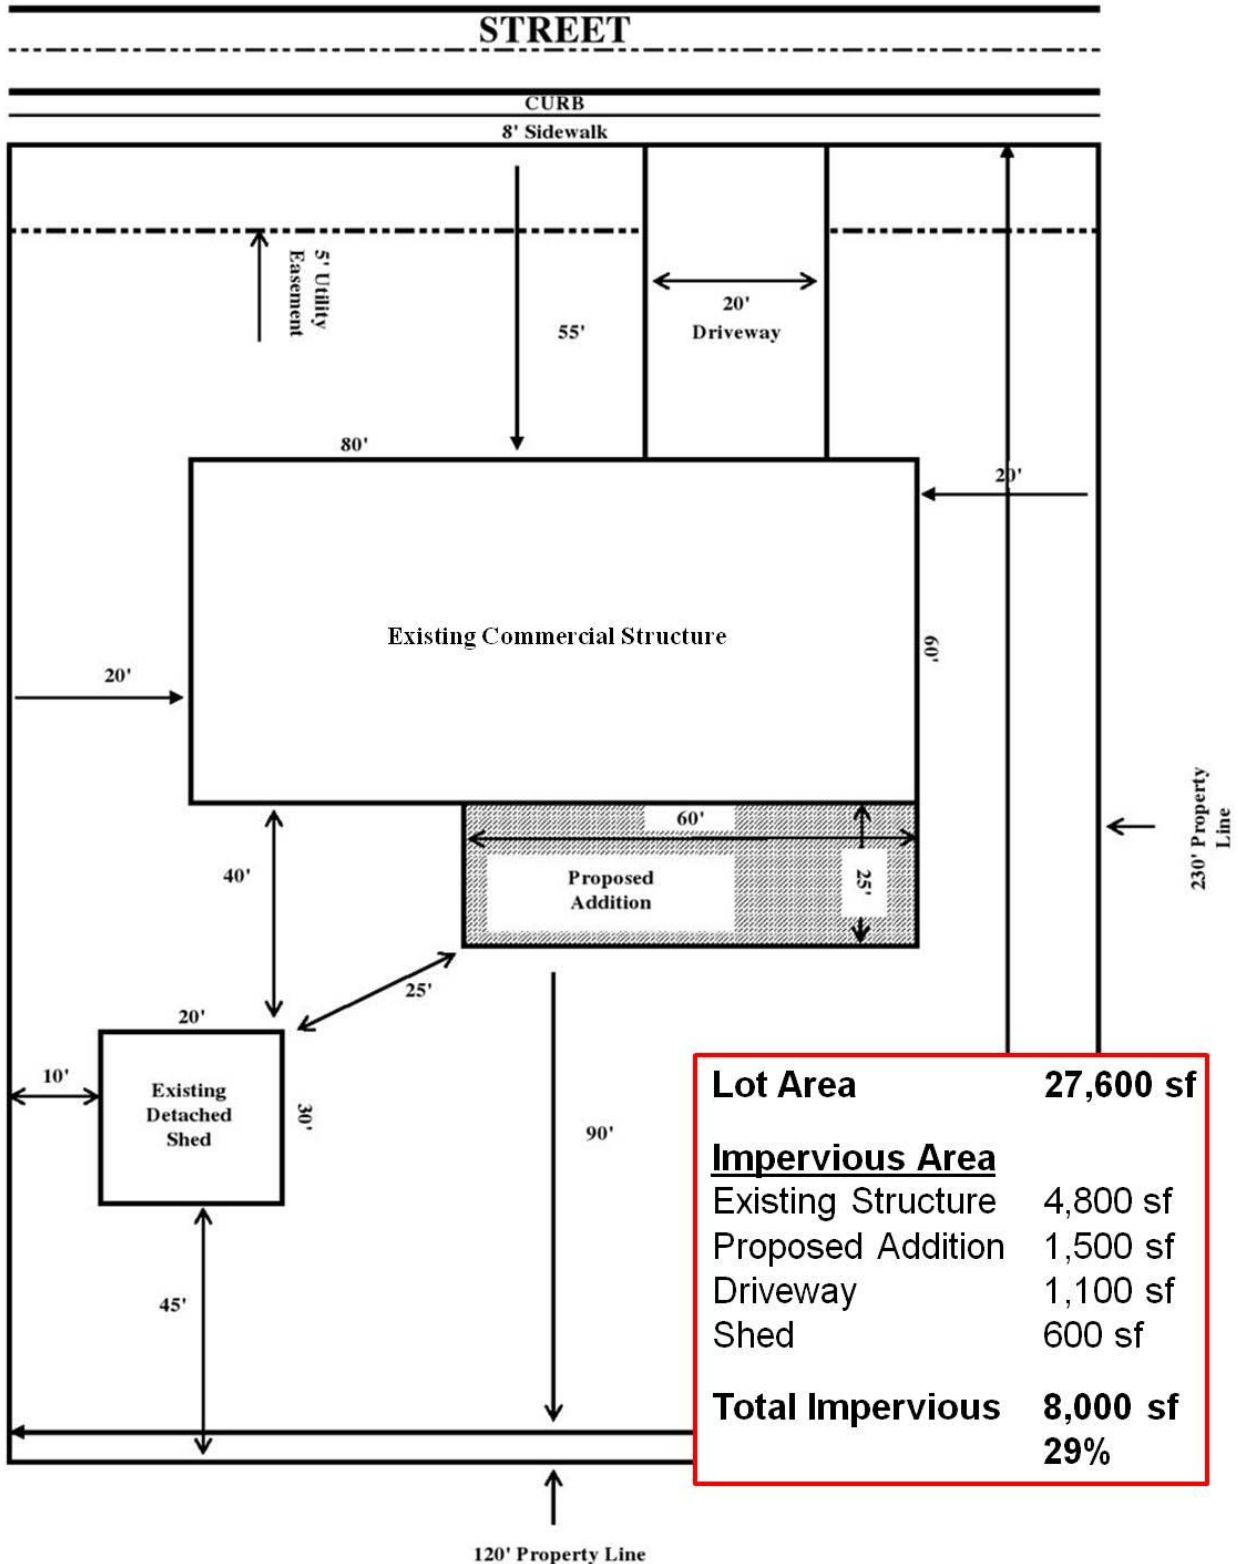 STREET
CURB
8' Sidewalk
5' Utility
Easement
55'
20'
Driveway
80'
20'
Existing Commercial Structure
60'
20'
60'
40'
Proposed
Addition
25'
230' Property
Line
25'
20'
10'
Existing
Detached
Shed
30'
90'
45'
Lot Area 27,600 sf
Impervious Area
Existing Structure 4,800 sf
Proposed Addition 1,500 sf
Driveway 1,100 sf
Shed 600 sf
Total Impervious 8,000 sf
29%
120' Property Line